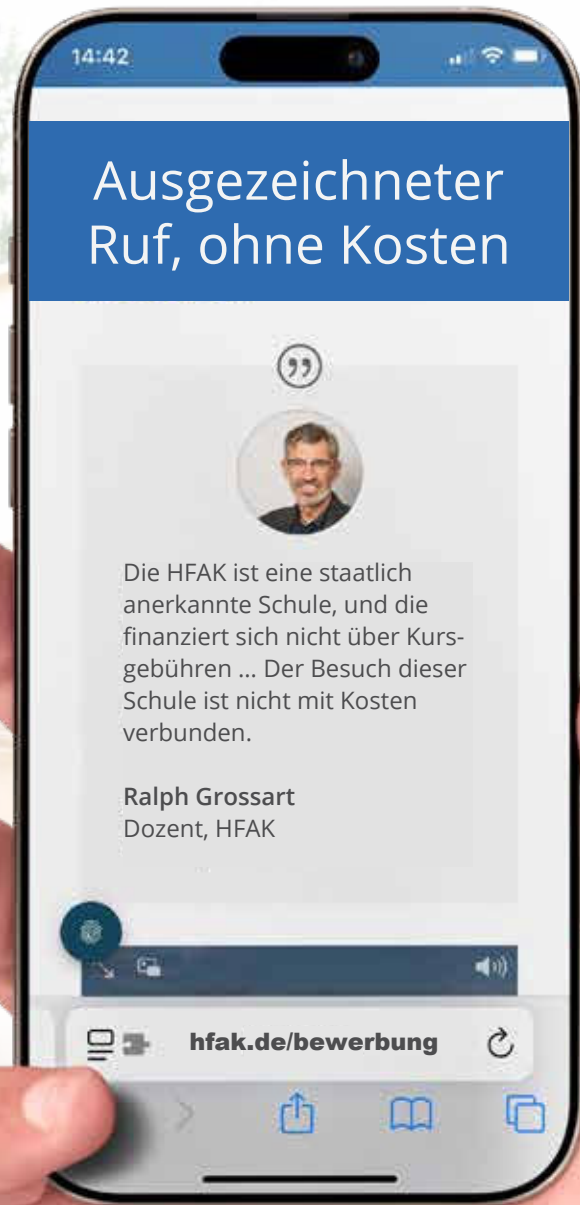 14:42
Ausgezeichneter
Ruf, ohne Kosten
Die HFAK ist eine staatlich
anerkannte Schule, und die
finanziert sich nicht über Kurs-
gebühren ... Der Besuch dieser
Schule ist nicht mit Kosten
verbunden.
Ralph Grossart
Dozent, HFAK
hfak.de/bewerbung